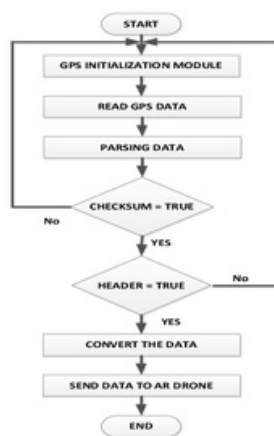 START
GPS INITIALIZATION MODULE
READ GPS DATA
PARSING DATA
CHECKSUM = TRUE
No
YES
HEADER = TRUE
No
YES
CONVERT THE DATA
SEND DATA TO AR DRONE
END